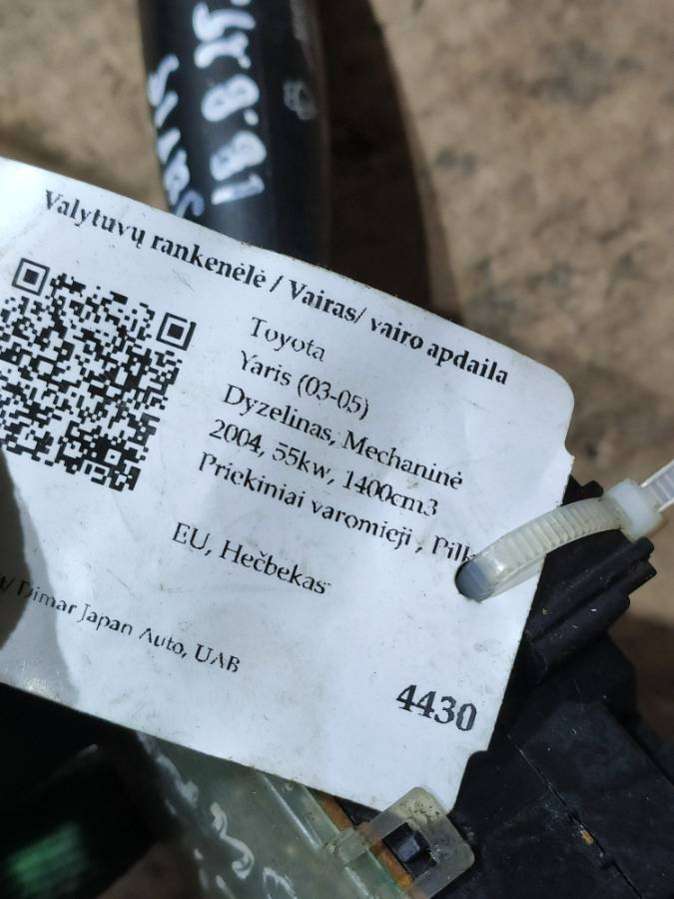 Valytuvų rankenėlė / Vairas/ vairo apdaila
Toyota
Yaris (03-05)
Dyzelinas, Mechaninė
2004, 55kw, 1400cm3
Priekiniai varomieji , Pilk
EU, Hečbekas
Dimar Japan Auto, UAB
4430